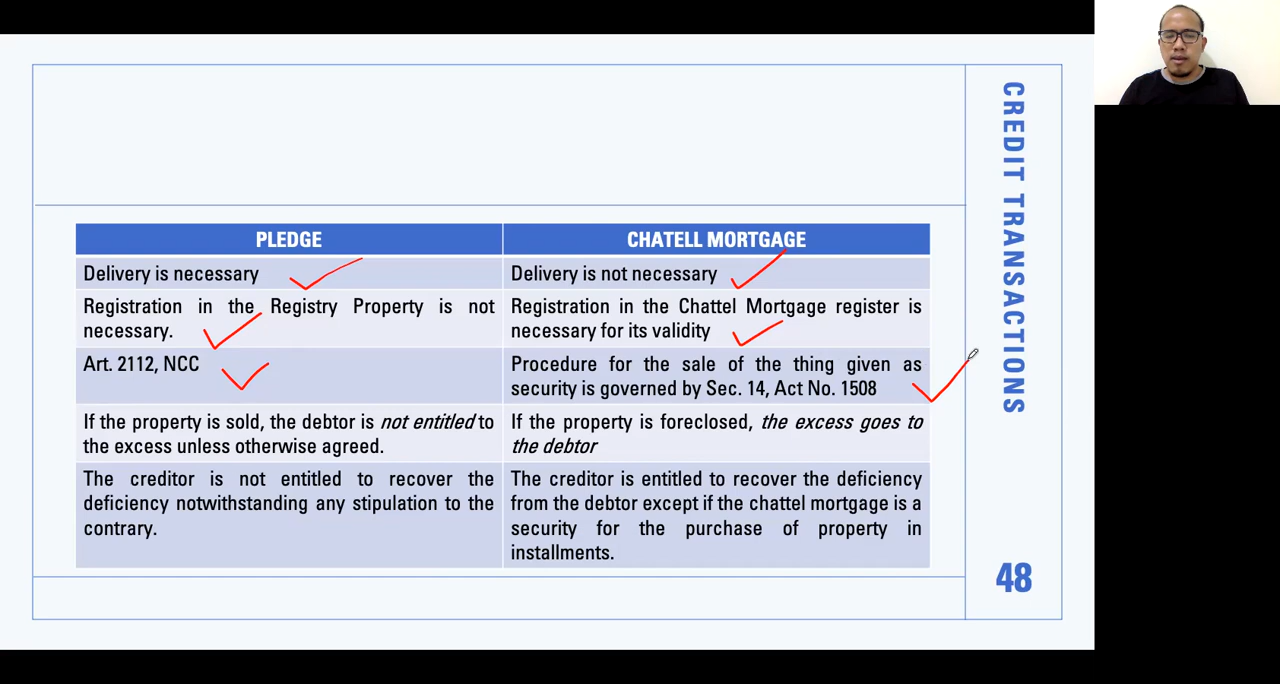 PLEDGE
CHATELL MORTGAGE
Delivery is necessary
Delivery is not necessary
Registration in the Registry Property is not
necessary.
Registration in the Chattel Mortgage register is
necessary for its validity
Art. 2112, NCC
Procedure for the sale of the thing given as
security is governed by Sec. 14, Act No. 1508
If the property is sold, the debtor is not entitled to
the excess unless otherwise agreed.
If the property is foreclosed, the excess goes to
the debtor
The creditor is not entitled to recover the
deficiency notwithstanding any stipulation to the
contrary.
The creditor is entitled to recover the deficiency
from the debtor except if the chattel mortgage is a
security for the purchase of property in
installments.
CREDIT TRANSACTIONS
48